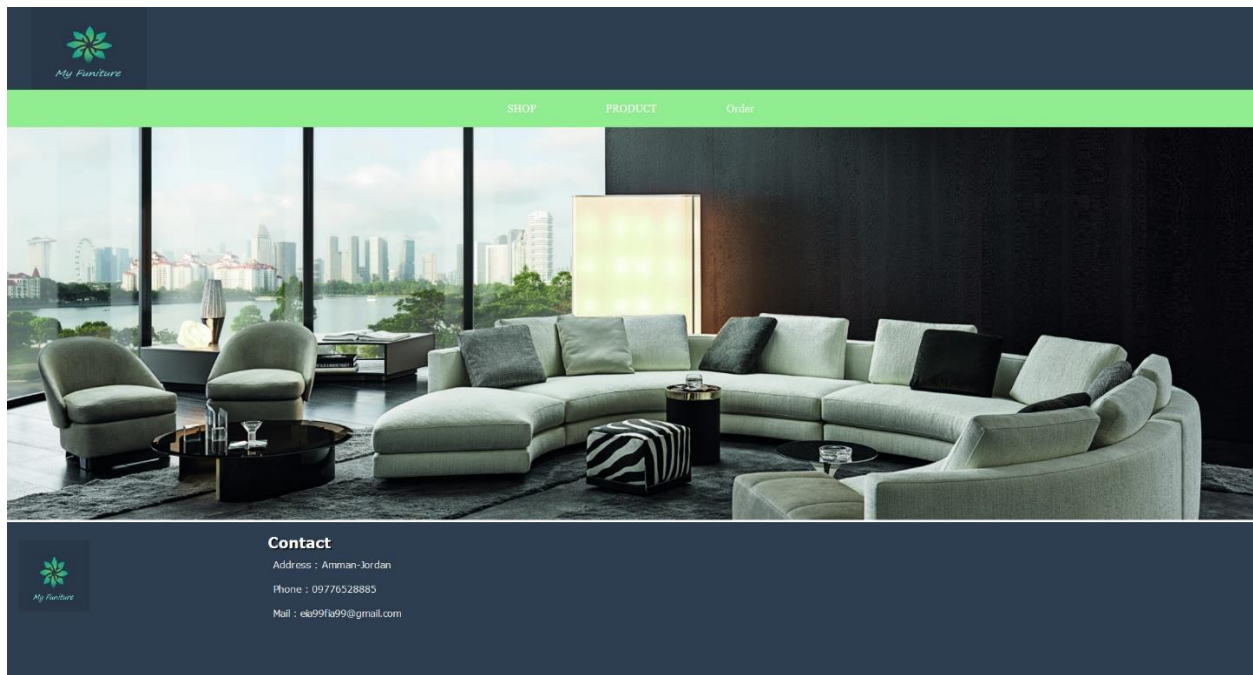 My Funiture
SHOP PRODUCT Order
Contact
Address : Amman-Jordan
Phone : 09776528885
Mail : eia99fia99@gmail.com
My Funiture